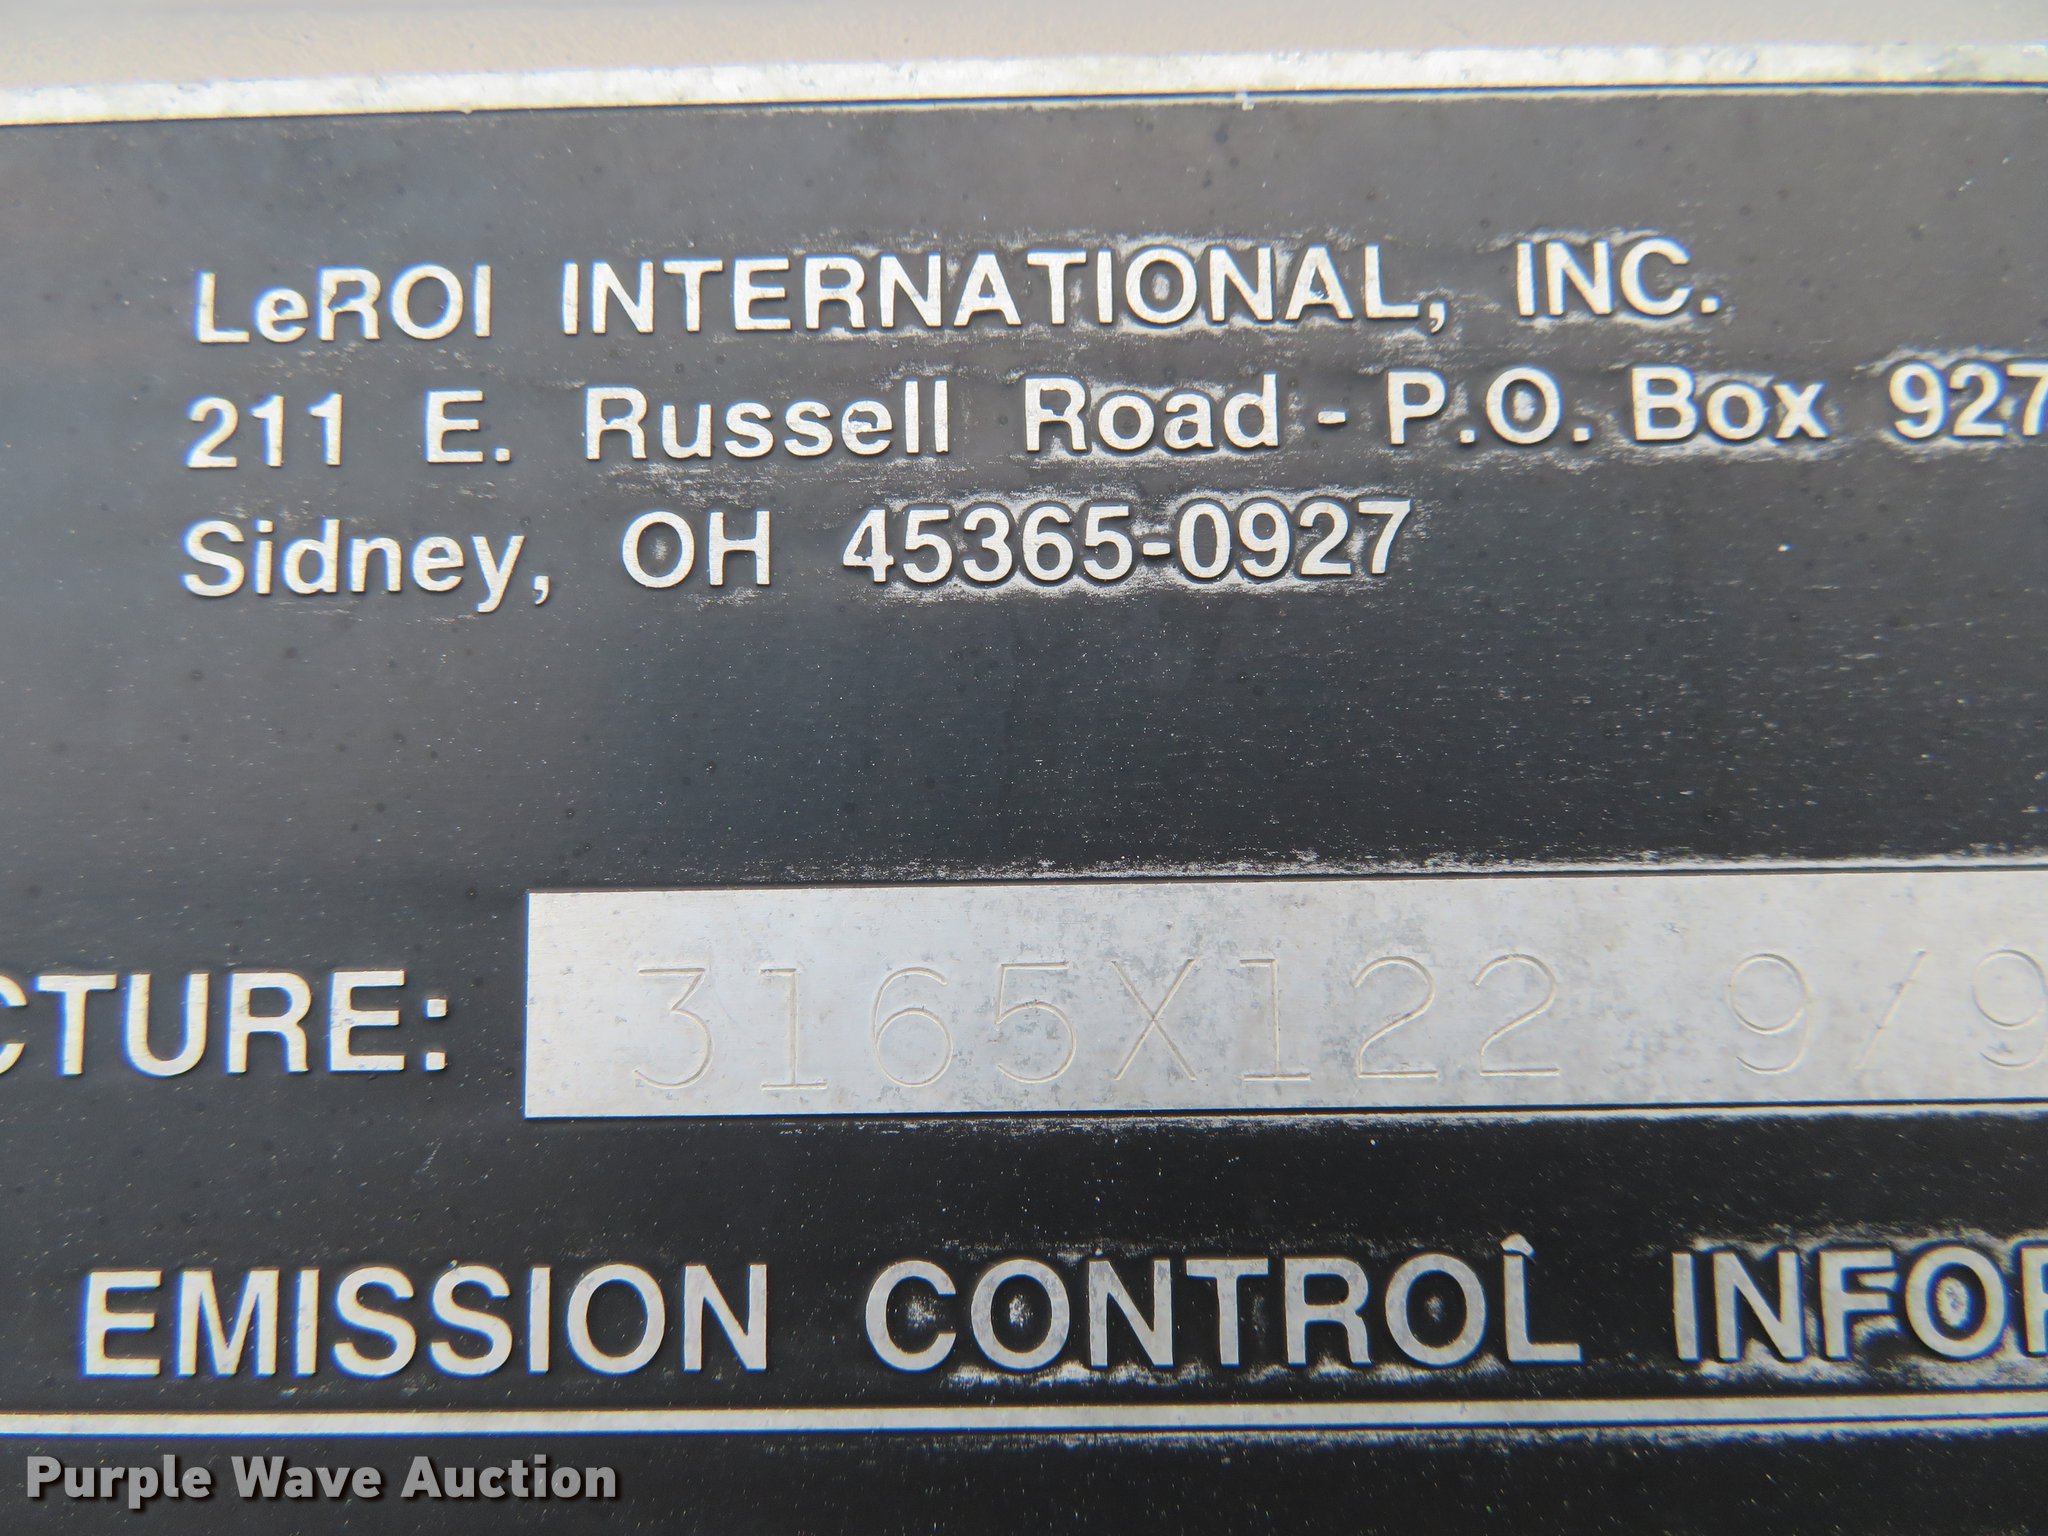 LeROI INTERNATIONAL, INC.
211 E. Russell Road - P.O. Box 927
Sidney, OH 45365-0927
CTURE: 3165X122 9/9
EMISSION CONTROL INFOR
Purple Wave Auction